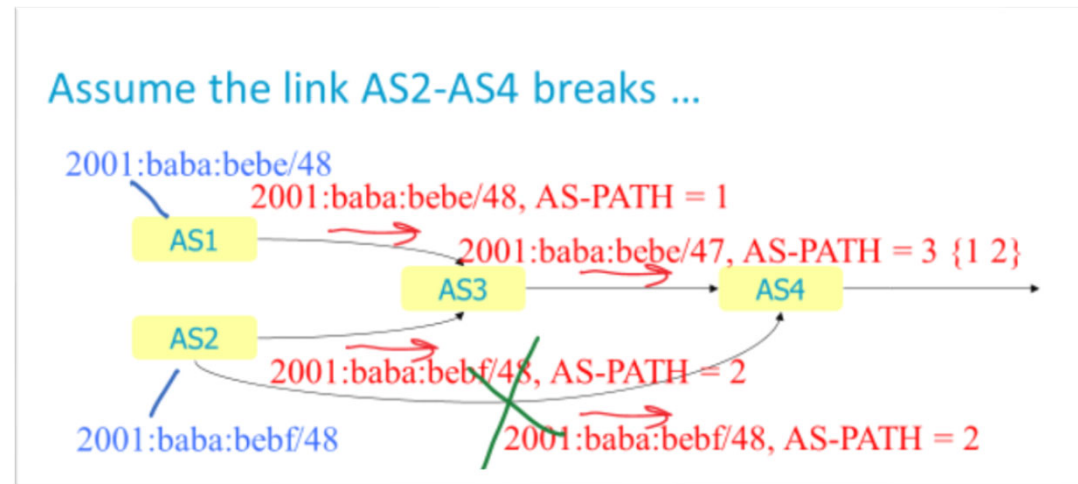 Assume the link AS2-AS4 breaks ...
2001:baba:bebe/48
2001:baba:bebe/48, AS-PATH = 1
AS1
2001:baba:bebe/47, AS-PATH = 3 {1 2}
AS3
AS4
AS2
2001:baba:bebf/48, AS-PATH = 2
2001:baba:bebf/48
2001:baba:bebf/48, AS-PATH = 2